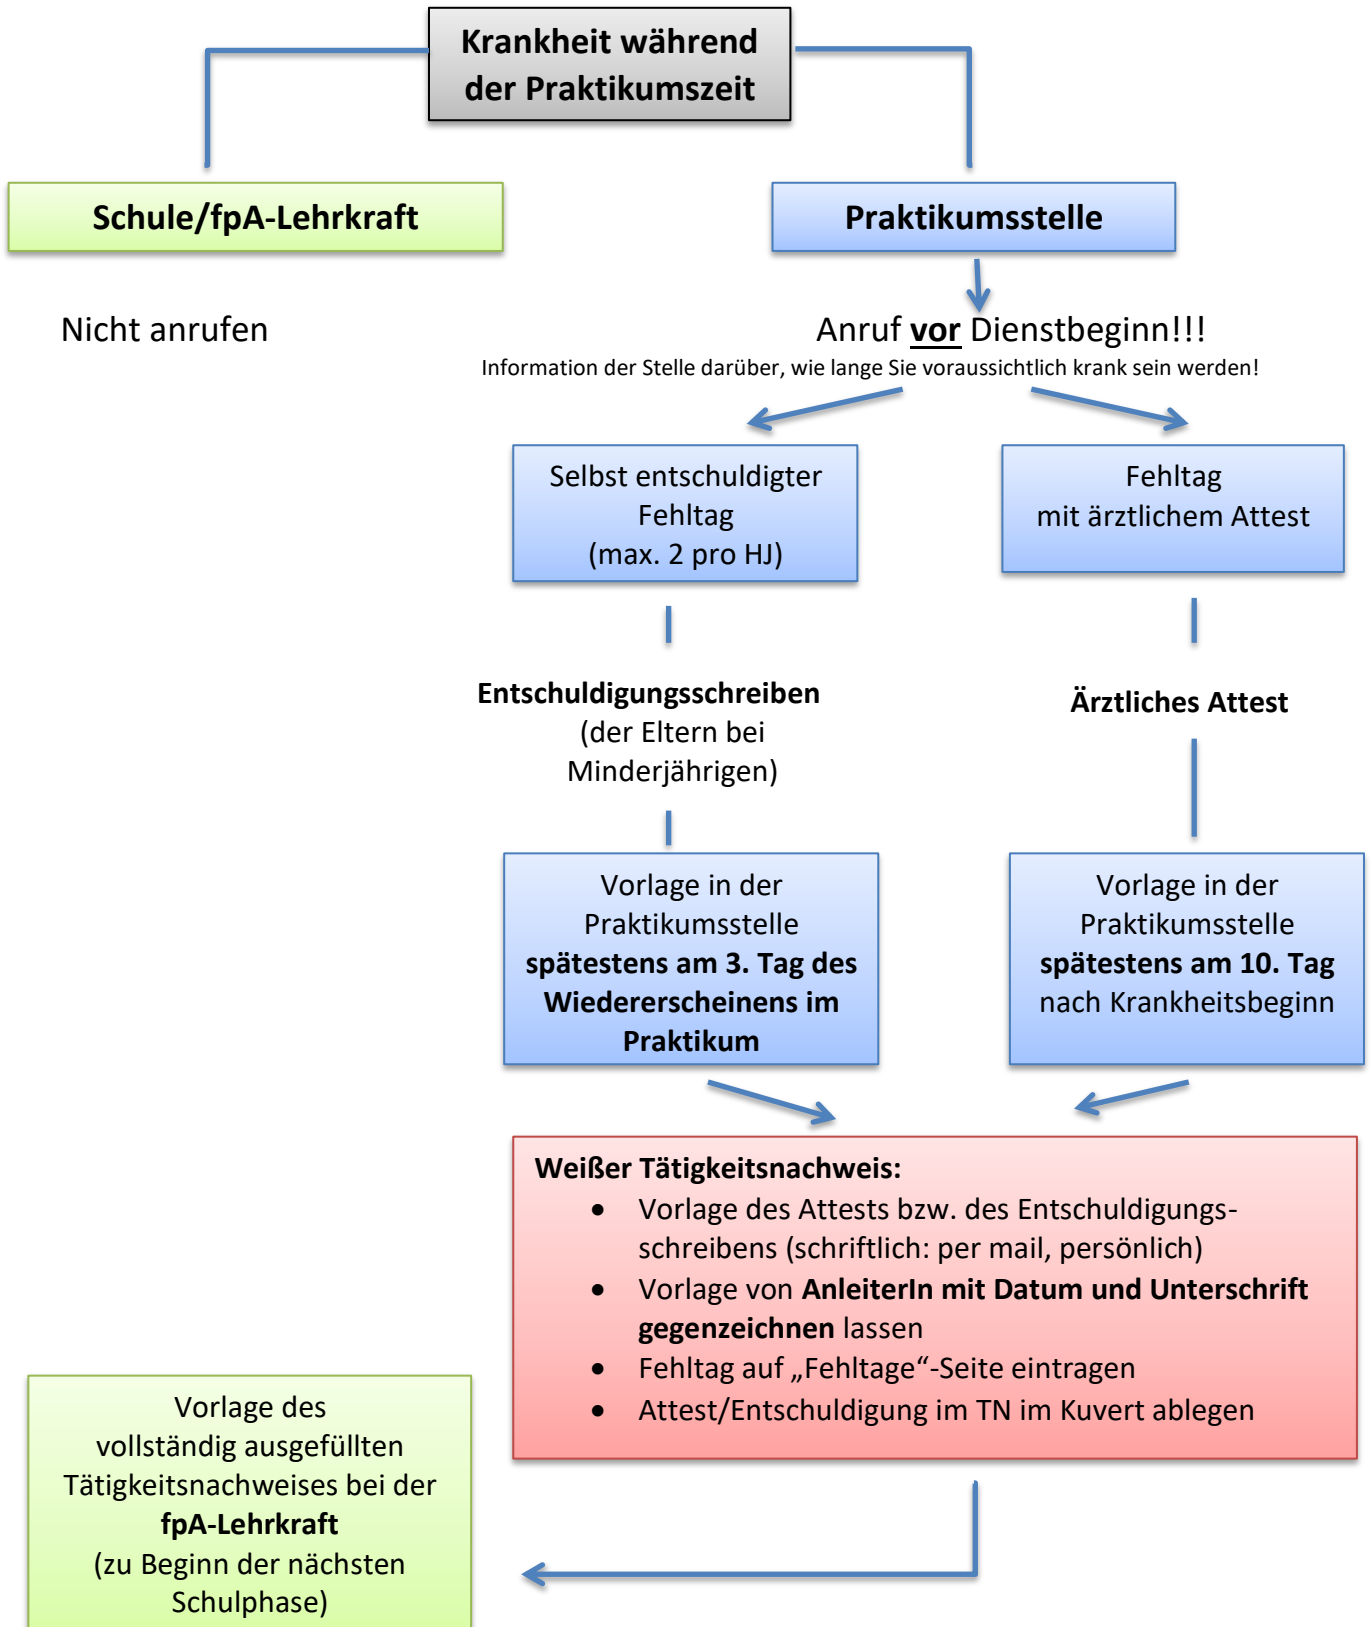 Krankheit während
der Praktikumszeit
Schule/fpA-Lehrkraft
Praktikumsstelle
Nicht anrufen
Anruf vor Dienstbeginn!!!
Information der Stelle darüber, wie lange Sie voraussichtlich krank sein werden!
Selbst entschuldigter
Fehltag
(max. 2 pro HJ)
Fehltag
mit ärztlichem Attest
Entschuldigungsschreiben
(der Eltern bei
Minderjährigen)
Ärztliches Attest
Vorlage in der
Praktikumsstelle
spätestens am 3. Tag des
Wiedererscheinens im
Praktikum
Vorlage in der
Praktikumsstelle
spätestens am 10. Tag
nach Krankheitsbeginn
Weißer Tätigkeitsnachweis:
• Vorlage des Attests bzw. des Entschuldigungs-
schreibens (schriftlich: per mail, persönlich)
• Vorlage von AnleiterIn mit Datum und Unterschrift
gegenzeichnen lassen
• Fehltag auf „Fehltage“-Seite eintragen
• Attest/Entschuldigung im TN im Kuvert ablegen
Vorlage des
vollständig ausgefüllten
Tätigkeitsnachweises bei der
fpA-Lehrkraft
(zu Beginn der nächsten
Schulphase)